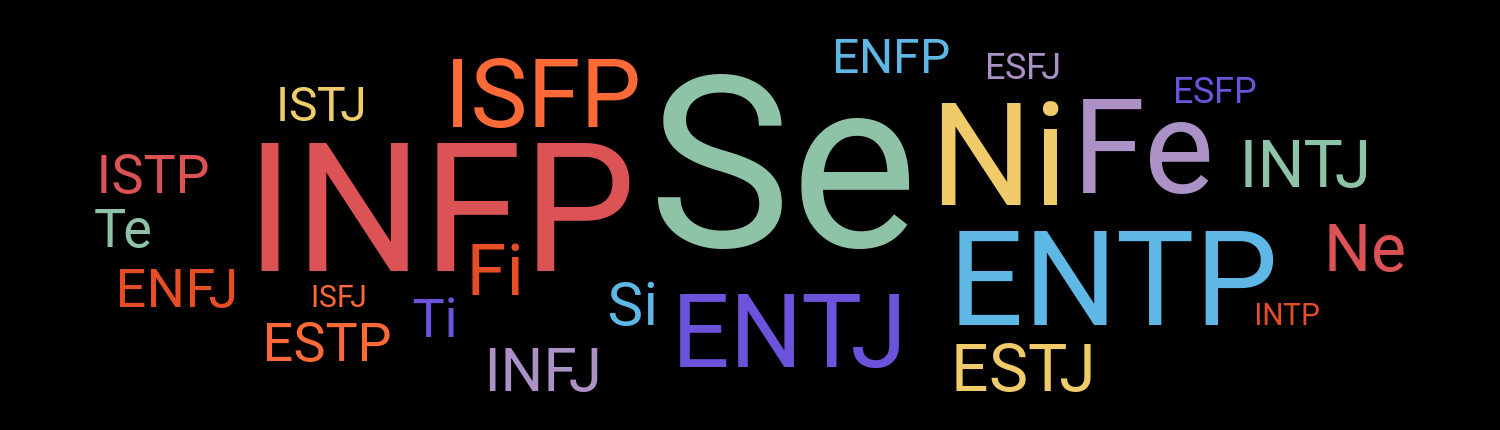 ENFP
ESFJ
ISFP
ESFP
ISTJ
Se
Ni
Fe
INTJ
ISTP
INFP
Te
Fi
ENTP
Ne
ENFJ
ISFJ
Ti
Si
ENTJ
INTP
ESTP
INFJ
ESTJ